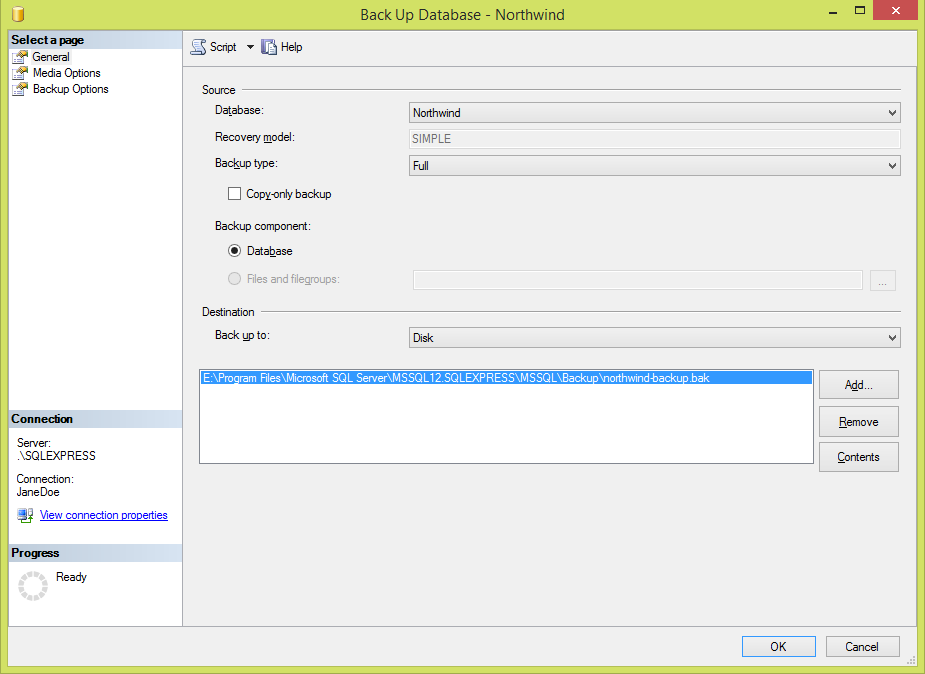 Back Up Database - Northwind
Select a page
General
Media Options
Backup Options
Script
Help
Source
Database:
Northwind
Recovery model:
SIMPLE
Backup type:
Full
Copy-only backup
Backup component:
Database
Files and filegroups:
...
Destination
Back up to:
Disk
E:\Program Files\Microsoft SQL Server\MSSQL12.SQLEXPRESS\MSSQL\Backup\northwind-backup.bak
Add...
Remove
Contents
Connection
Server:
.\SQLEXPRESS
Connection:
JaneDoe
View connection properties
Progress
Ready
OK
Cancel